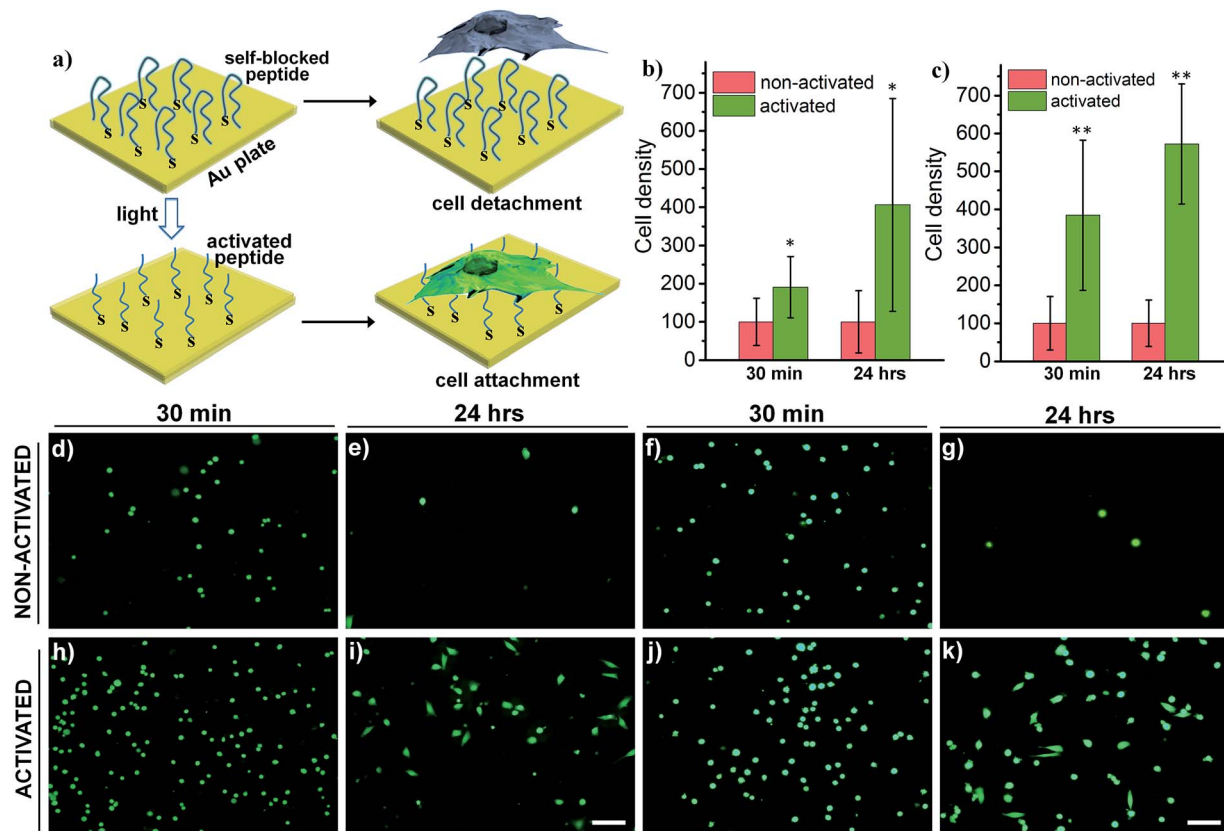 a)
self-blocked
peptide
S S S S S S S S
Au plate
S S S S S S S S
cell detachment
light
activated
peptide
S S S S S S S S
S S S S S
cell attachment
b)
non-activated
activated
Cell density
700
600
500
400
300
200
100
0
*
*
30 min
24 hrs
c)
non-activated
activated
Cell density
700
600
500
400
300
200
100
0
**
**
30 min
24 hrs
30 min
24 hrs
30 min
24 hrs
NON-ACTIVATED
d)
e)
f)
g)
ACTIVATED
h)
i)
j)
k)